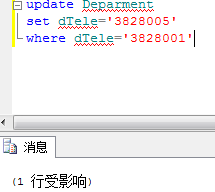 update Deparment
set dTele='3828005'
where dTele='3828001'
消息
(1 行受影响)